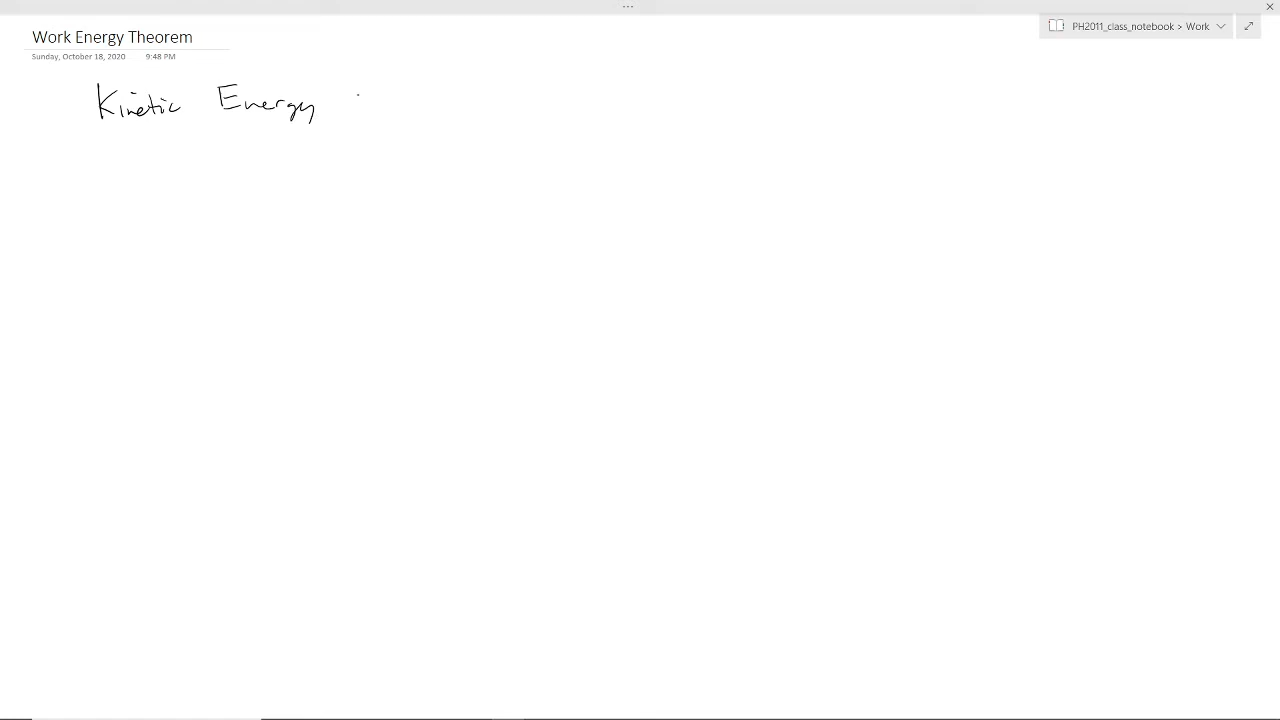 PH2011_class_notebook > Work
Work Energy Theorem
Sunday, October 18, 2020 9:48 PM
Kinetic Energy